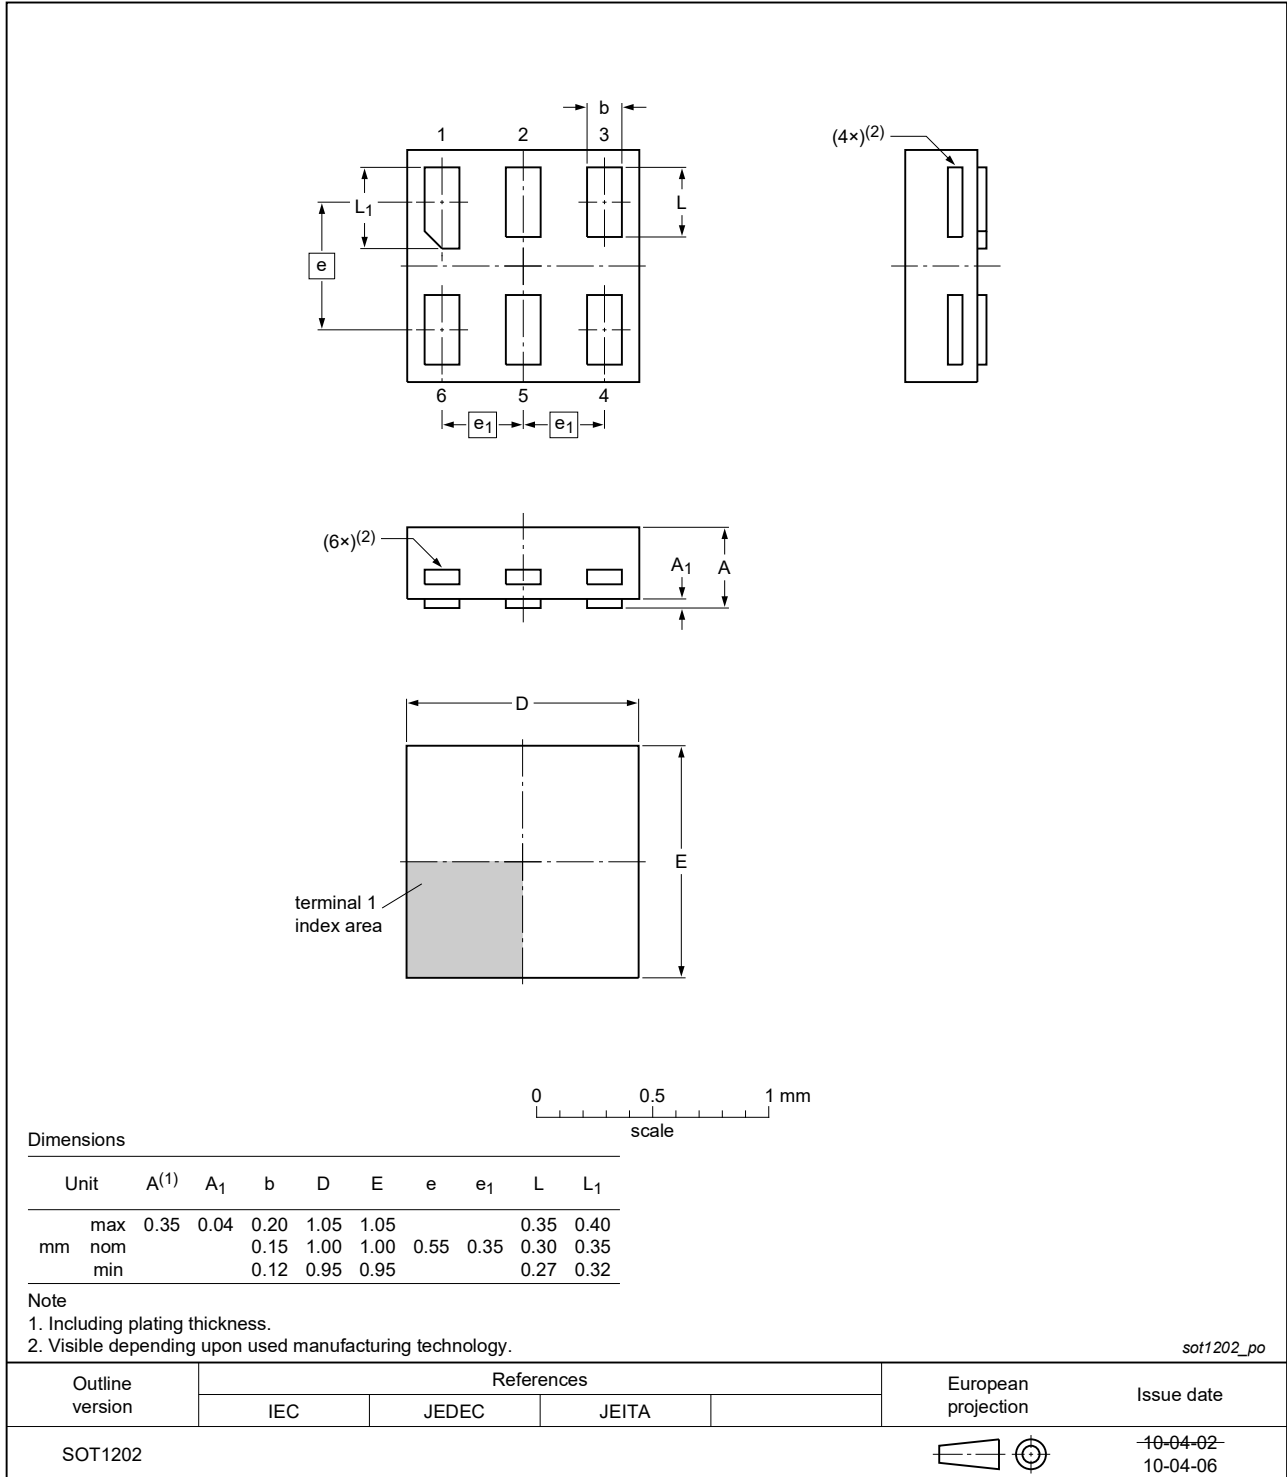 b
1 2 3
(4×)(2)
L1
L
e
6 5 4
e1 e1
(6×)(2)
A1 A
D
E
terminal 1
index area
0 0.5 1 mm
scale
Dimensions
Unit A(1) A1 b D E e e1 L L1
max 0.35 0.04 0.20 1.05 1.05 0.35 0.40
mm nom 0.15 1.00 1.00 0.55 0.35 0.30 0.35
min 0.12 0.95 0.95 0.27 0.32
Note
1. Including plating thickness.
2. Visible depending upon used manufacturing technology.
sot1202_po
Outline
version
References
IEC JEDEC JEITA
European
projection
Issue date
SOT1202
10-04-02
10-04-06